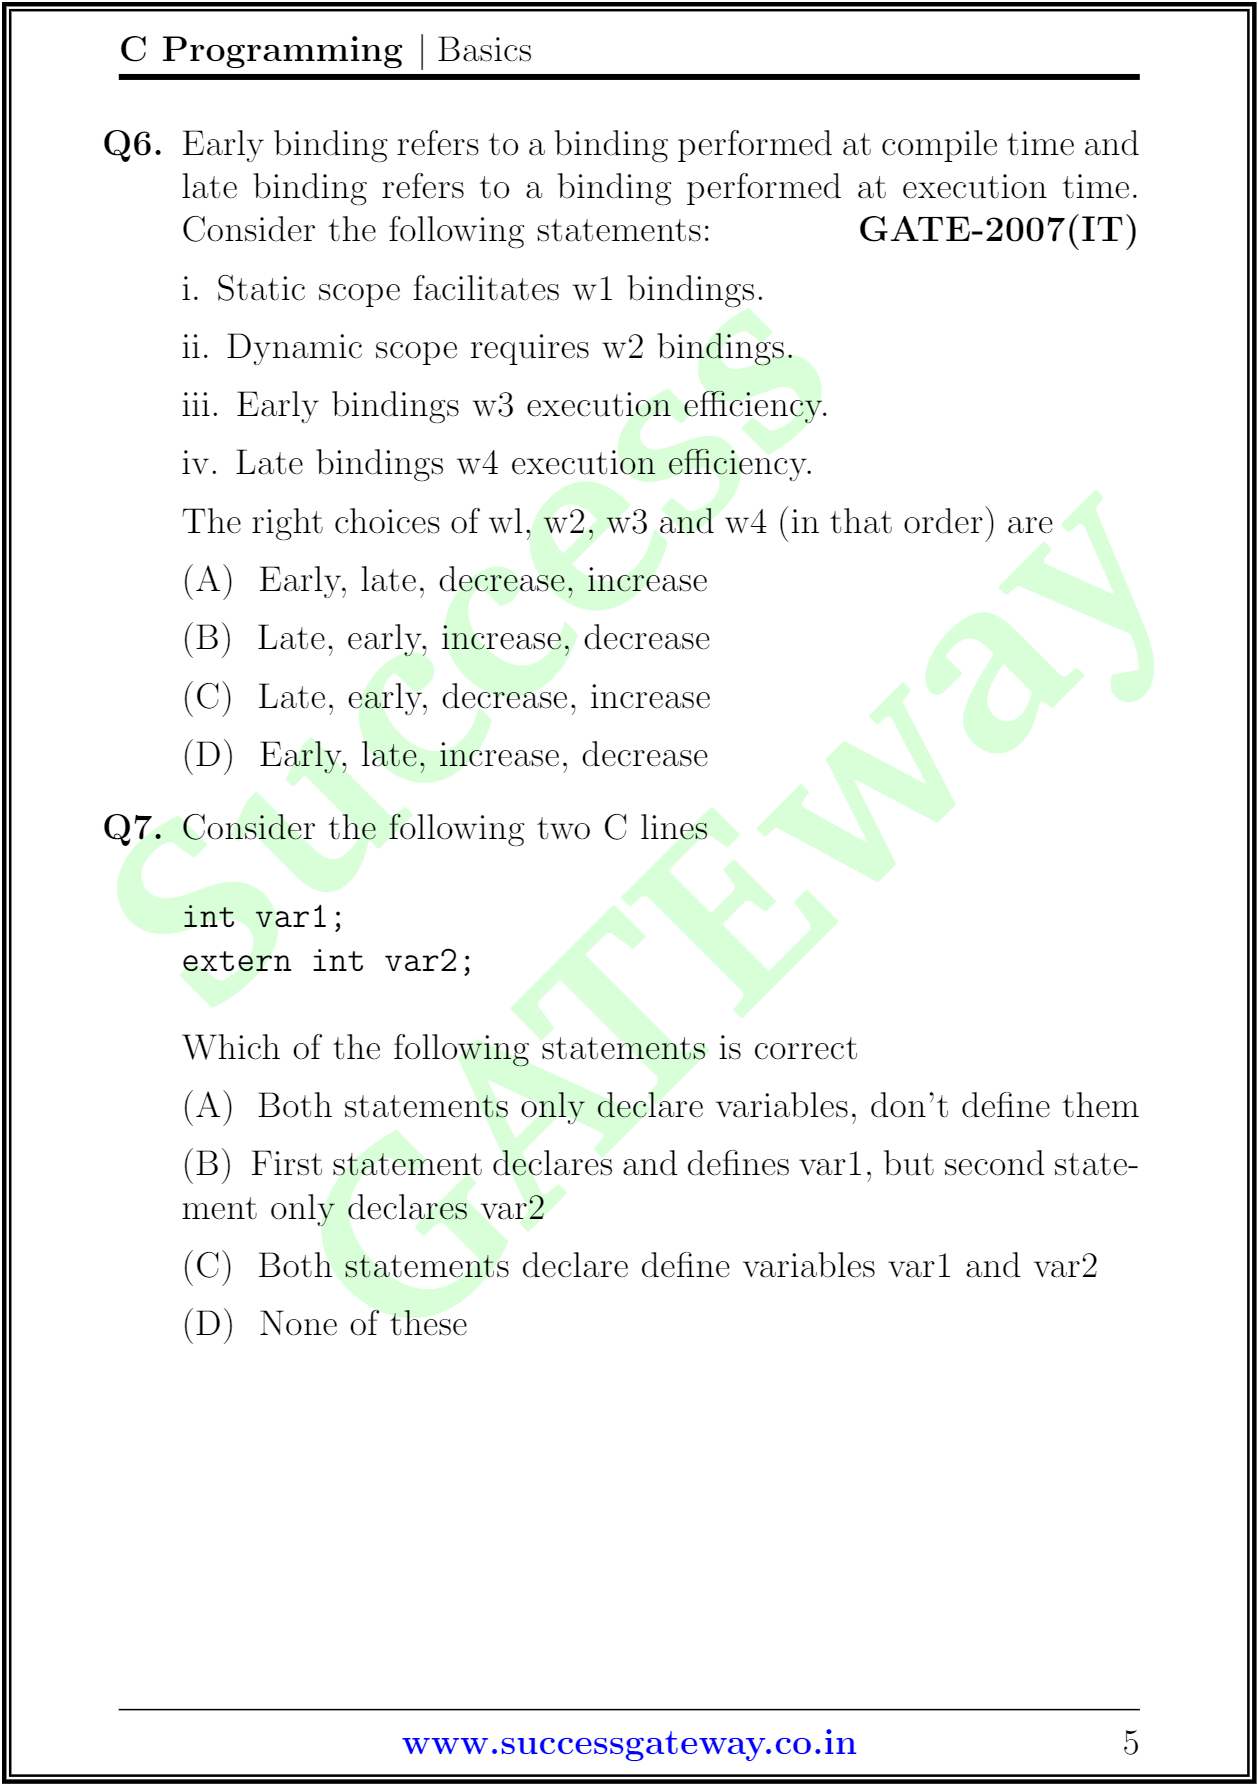 C Programming | Basics
Q6. Early binding refers to a binding performed at compile time and
late binding refers to a binding performed at execution time.
Consider the following statements: GATE-2007(IT)
i. Static scope facilitates w1 bindings.
ii. Dynamic scope requires w2 bindings.
iii. Early bindings w3 execution efficiency.
iv. Late bindings w4 execution efficiency.
The right choices of wl, w2, w3 and w4 (in that order) are
(A) Early, late, decrease, increase
(B) Late, early, increase, decrease
(C) Late, early, decrease, increase
(D) Early, late, increase, decrease
Q7. Consider the following two C lines
int var1;
extern int var2;
Which of the following statements is correct
(A) Both statements only declare variables, don't define them
(B) First statement declares and defines var1, but second state-
ment only declares var2
(C) Both statements declare define variables var1 and var2
(D) None of these
Success
GATEway
www.successgateway.co.in 5